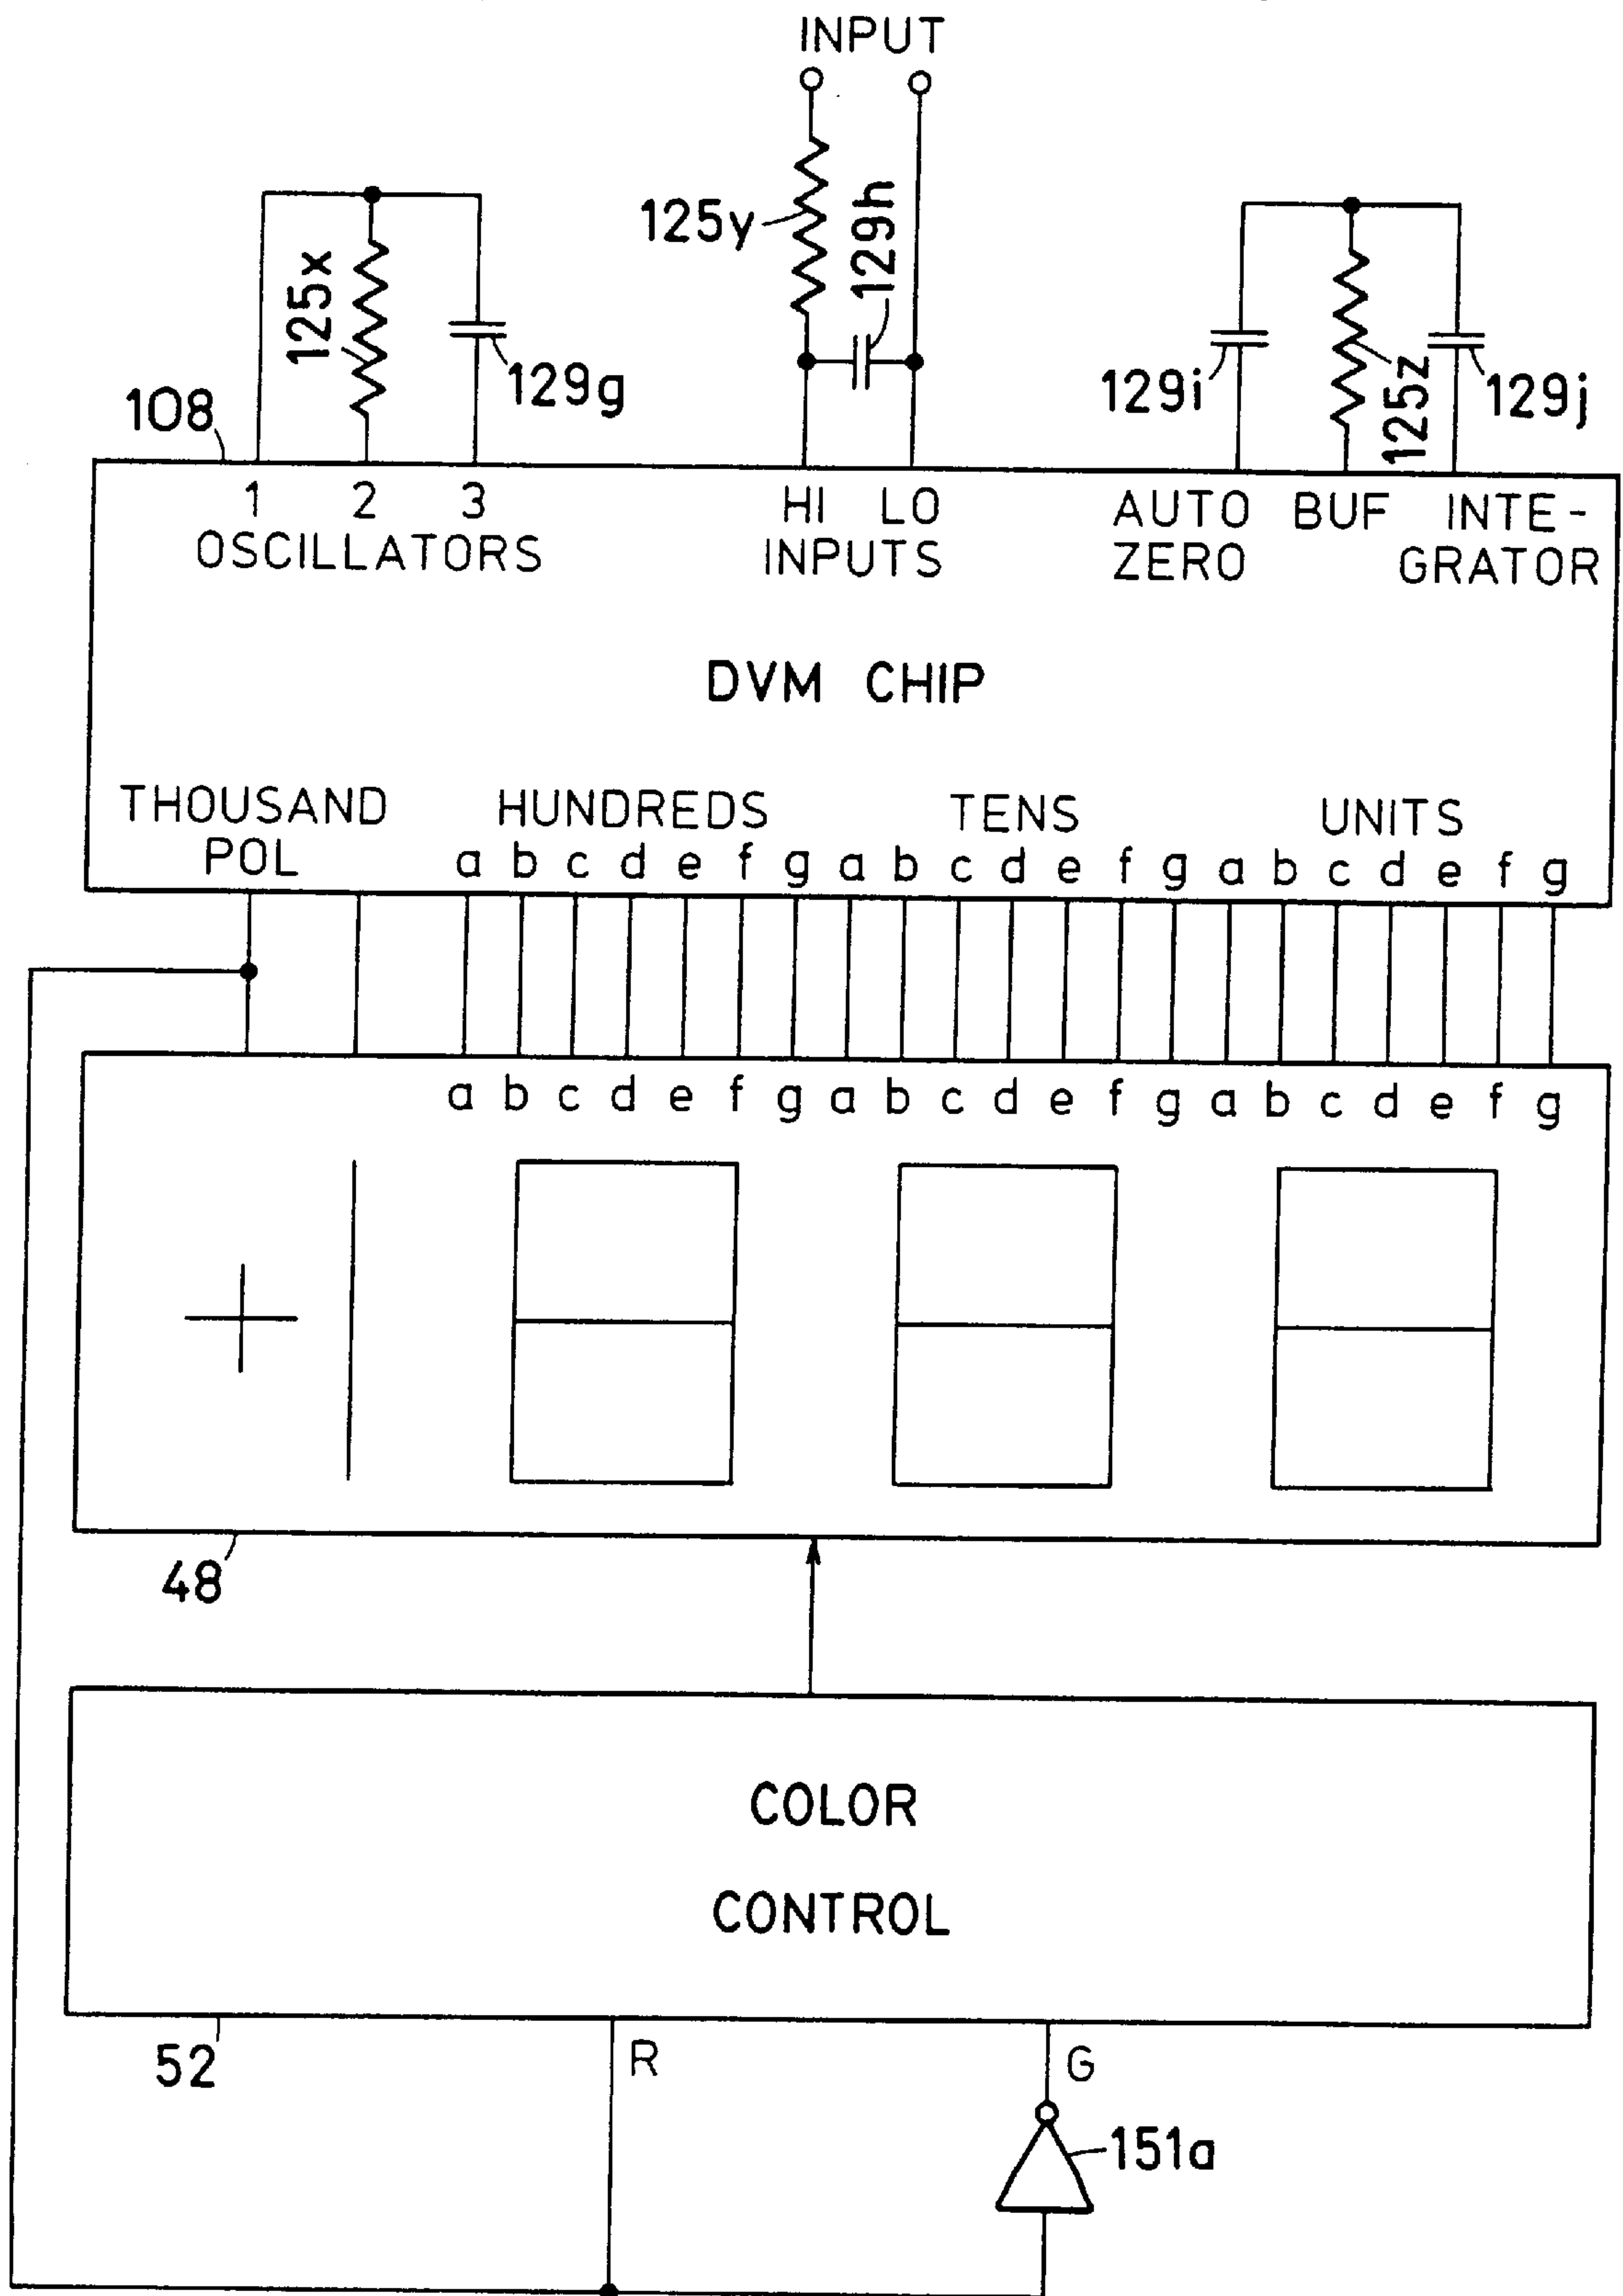 INPUT
125x
129g
125y
129h
129i
125z
129j
108
1 2 3
OSCILLATORS
HI LO
INPUTS
AUTO
ZERO
BUF
INTE-
GRATOR
DVM CHIP
THOUSAND
POL
HUNDREDS
TENS
UNITS
a b c d e f g a b c d e f g a b c d e f g
a b c d e f g a b c d e f g a b c d e f g
48
COLOR
CONTROL
52
R
G
151a